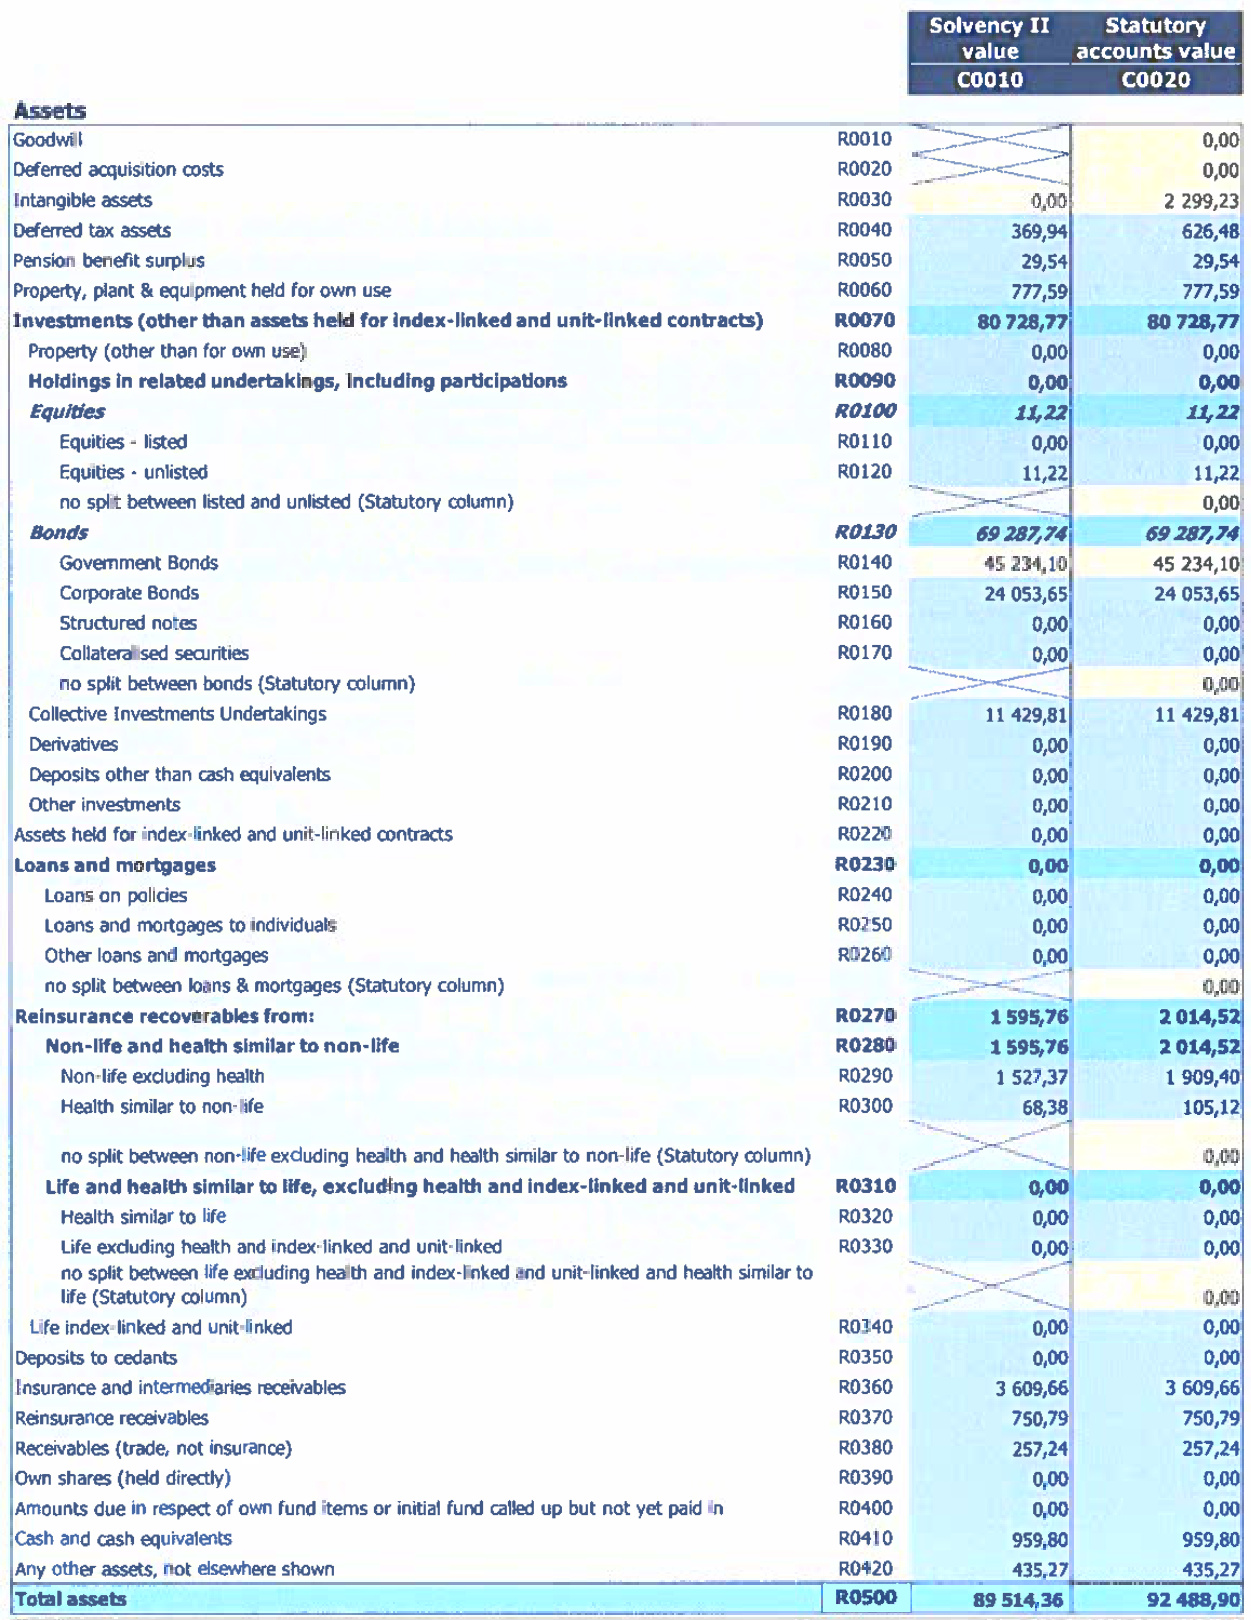 Solvency II Statutory
value accounts value
C0010 C0020
Assets
Goodwill R0010 0,00
Deferred acquisition costs R0020 0,00
Intangible assets R0030 0,00 2 299,23
Deferred tax assets R0040 369,94 626,48
Pension benefit surplus R0050 29,54 29,54
Property, plant & equipment held for own use R0060 777,59 777,59
Investments (other than assets held for index-linked and unit-linked contracts) R0070 80 728,77 80 728,77
Property (other than for own use) R0080 0,00 0,00
Holdings in related undertakings, including participations R0090 0,00 0,00
Equities R0100 11,22 11,22
Equities - listed R0110 0,00 0,00
Equities - unlisted R0120 11,22 11,22
no split between listed and unlisted (Statutory column) 0,00
Bonds R0130 69 287,74 69 287,74
Government Bonds R0140 45 234,10 45 234,10
Corporate Bonds R0150 24 053,65 24 053,65
Structured notes R0160 0,00 0,00
Collateralised securities R0170 0,00 0,00
no split between bonds (Statutory column) 0,00
Collective Investments Undertakings R0180 11 429,81 11 429,81
Derivatives R0190 0,00 0,00
Deposits other than cash equivalents R0200 0,00 0,00
Other investments R0210 0,00 0,00
Assets held for index-linked and unit-linked contracts R0220 0,00 0,00
Loans and mortgages R0230 0,00 0,00
Loans on policies R0240 0,00 0,00
Loans and mortgages to individuals R0250 0,00 0,00
Other loans and mortgages R0260 0,00 0,00
no split between loans & mortgages (Statutory column) 0,00
Reinsurance recoverables from: R0270 1 595,76 2 014,52
Non-life and health similar to non-life R0280 1 595,76 2 014,52
Non-life excluding health R0290 1 527,37 1 909,40
Health similar to non-life R0300 68,38 105,12
no split between non-life excluding health and health similar to non-life (Statutory column) 0,00
Life and health similar to life, excluding health and index-linked and unit-linked R0310 0,00 0,00
Health similar to life R0320 0,00 0,00
Life excluding health and index-linked and unit-linked R0330 0,00 0,00
no split between life excluding health and index-linked and unit-linked and health similar to
life (Statutory column) 0,00
Life index-linked and unit-linked R0340 0,00 0,00
Deposits to cedants R0350 0,00 0,00
Insurance and intermediaries receivables R0360 3 609,66 3 609,66
Reinsurance receivables R0370 750,79 750,79
Receivables (trade, not insurance) R0380 257,24 257,24
Own shares (held directly) R0390 0,00 0,00
Amounts due in respect of own fund items or initial fund called up but not yet paid in R0400 0,00 0,00
Cash and cash equivalents R0410 959,80 959,80
Any other assets, not elsewhere shown R0420 435,27 435,27
Total assets R0500 89 514,36 92 488,90